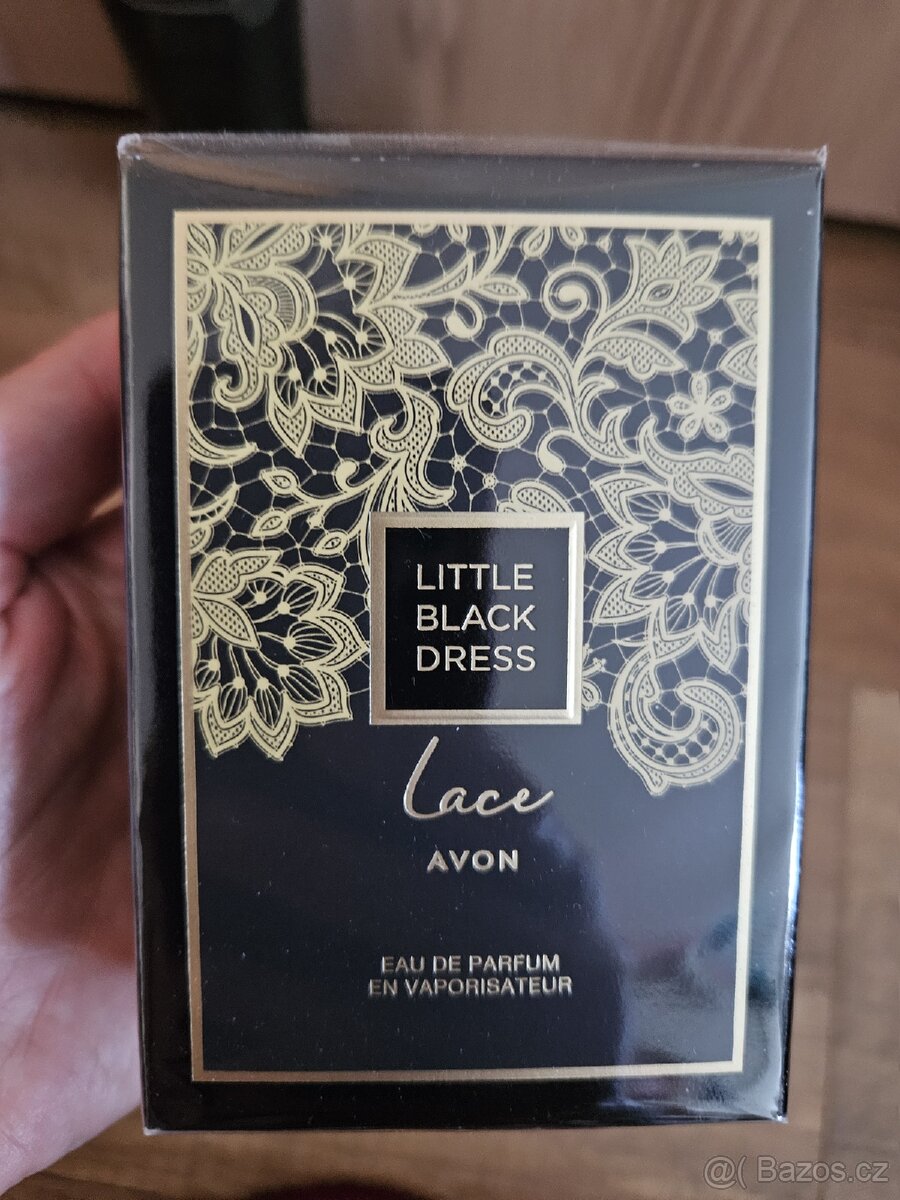 LITTLE
BLACK
DRESS
Lace
AVON
EAU DE PARFUM
EN VAPORISATEUR
@( Bazos.cz